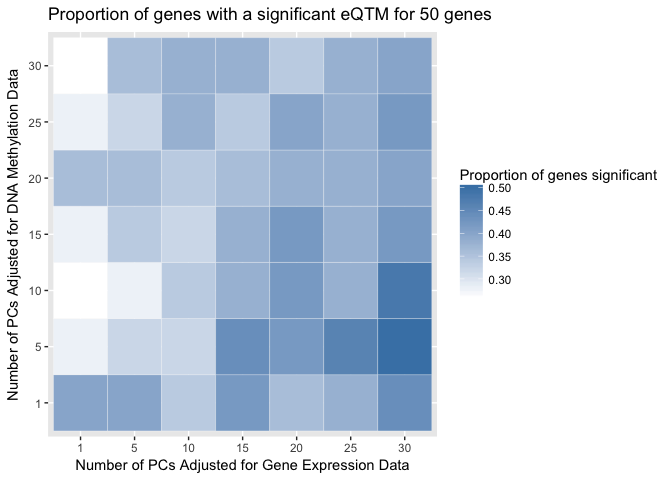 Proportion of genes with a significant eQTM for 50 genes
Number of PCs Adjusted for DNA Methylation Data
30
25
20
15
10
5
1
1 5 10 15 20 25 30
Number of PCs Adjusted for Gene Expression Data
Proportion of genes significant
0.50
0.45
0.40
0.35
0.30